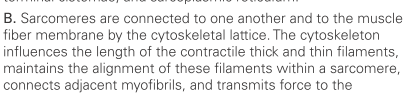 terminal cisternae, and sarcoplasmic reticulum.
B. Sarcomeres are connected to one another and to the muscle
fiber membrane by the cytoskeletal lattice. The cytoskeleton
influences the length of the contractile thick and thin filaments,
maintains the alignment of these filaments within a sarcomere,
connects adjacent myofibrils, and transmits force to the